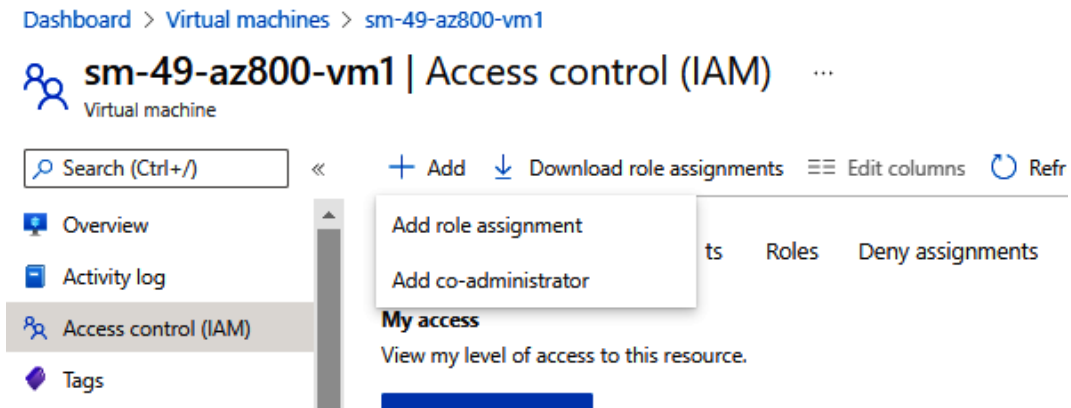 Dashboard > Virtual machines > sm-49-az800-vm1
sm-49-az800-vm1 | Access control (IAM) ...
Virtual machine
Search (Ctrl+/) «
+ Add Download role assignments Edit columns Refr
Overview
Activity log
Access control (IAM)
Tags
Add role assignment
Add co-administrator
ts Roles Deny assignments
My access
View my level of access to this resource.